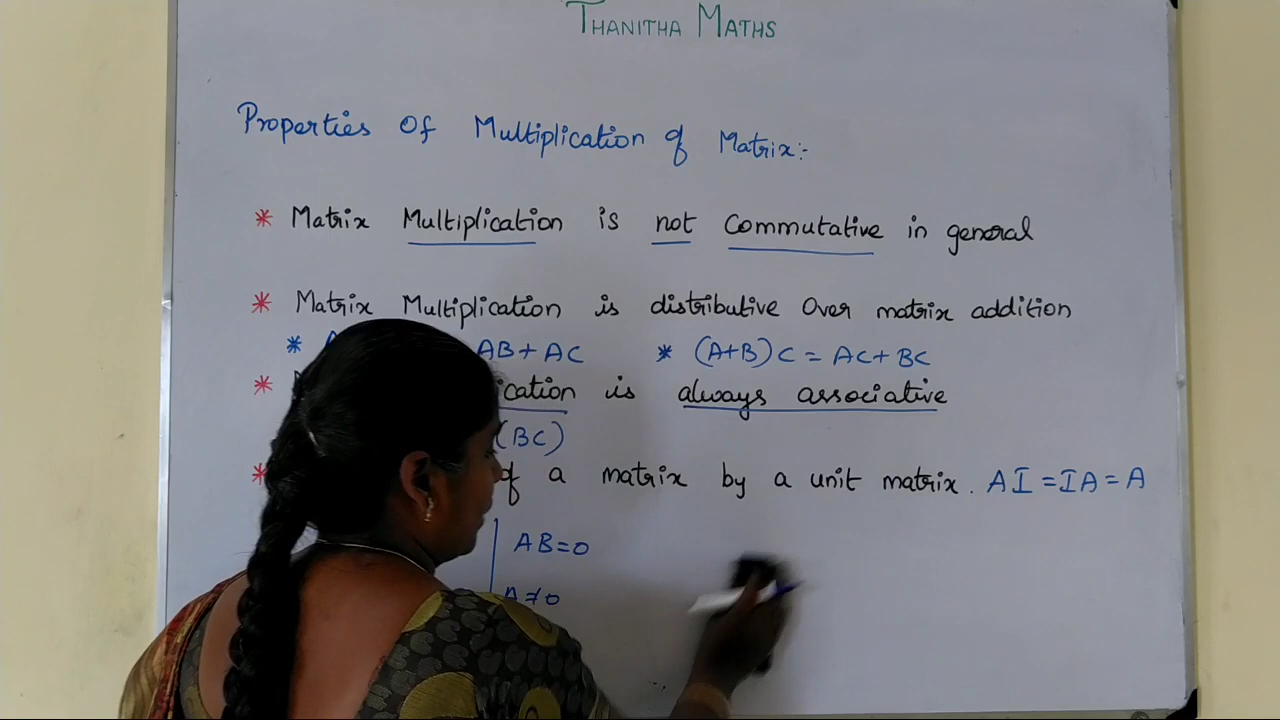 THANITHA MATHS
Properties Of Multiplication of Matrix:-
* Matrix Multiplication is not Commutative in general
* Matrix Multiplication is distributive Over matrix addition
* AB + AC * (A+B)C = AC + BC
* is always associative
(BC)
* of a matrix by a unit matrix. AI = IA = A
AB = 0
A ≠ 0